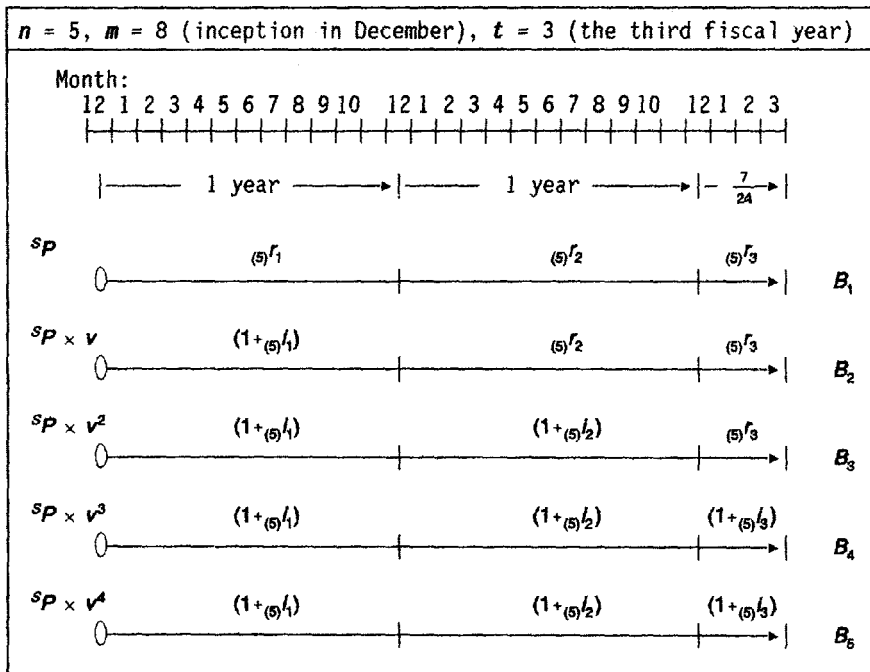 n = 5, m = 8 (inception in December), t = 3 (the third fiscal year)
Month:
12 1 2 3 4 5 6 7 8 9 10 12 1 2 3 4 5 6 7 8 9 10 12 1 2 3
1 year 1 year 7/24
ˢP ₍₅₎r₁ ₍₅₎r₂ ₍₅₎r₃ B₁
ˢP × v (1+₍₅₎i₁) ₍₅₎r₂ ₍₅₎r₃ B₂
ˢP × v² (1+₍₅₎i₁) (1+₍₅₎i₂) ₍₅₎r₃ B₃
ˢP × v³ (1+₍₅₎i₁) (1+₍₅₎i₂) (1+₍₅₎i₃) B₄
ˢP × v⁴ (1+₍₅₎i₁) (1+₍₅₎i₂) (1+₍₅₎i₃) B₅